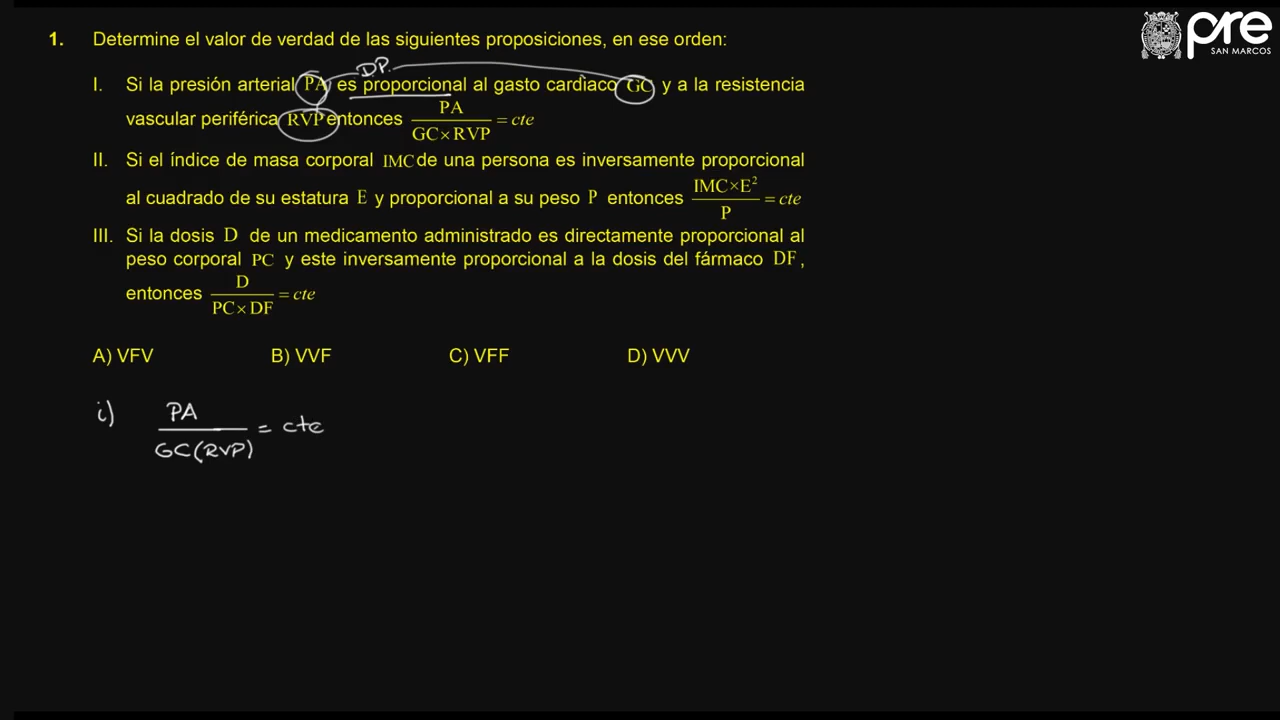 pre
SAN MARCOS
1. Determine el valor de verdad de las siguientes proposiciones, en ese orden:
DP.
I. Si la presión arterial PA es proporcional al gasto cardiaco GC y a la resistencia
vascular periférica RVP entonces PA / GC×RVP = cte
II. Si el índice de masa corporal IMC de una persona es inversamente proporcional
al cuadrado de su estatura E y proporcional a su peso P entonces IMC×E² / P = cte
III. Si la dosis D de un medicamento administrado es directamente proporcional al
peso corporal PC y este inversamente proporcional a la dosis del fármaco DF,
entonces D / PC×DF = cte
A) VFV B) VVF C) VFF D) VVV
i) PA / GC(RVP) = cte